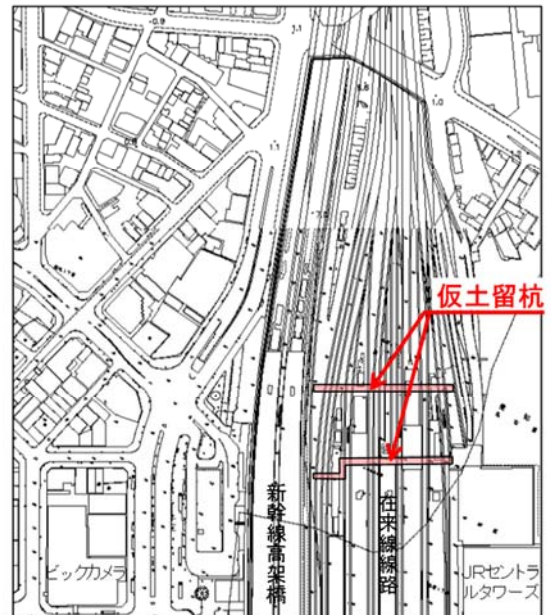 仮土留杭
新幹線高架橋
在来線線路
ビックカメラ
JRセントラ
ルタワーズ